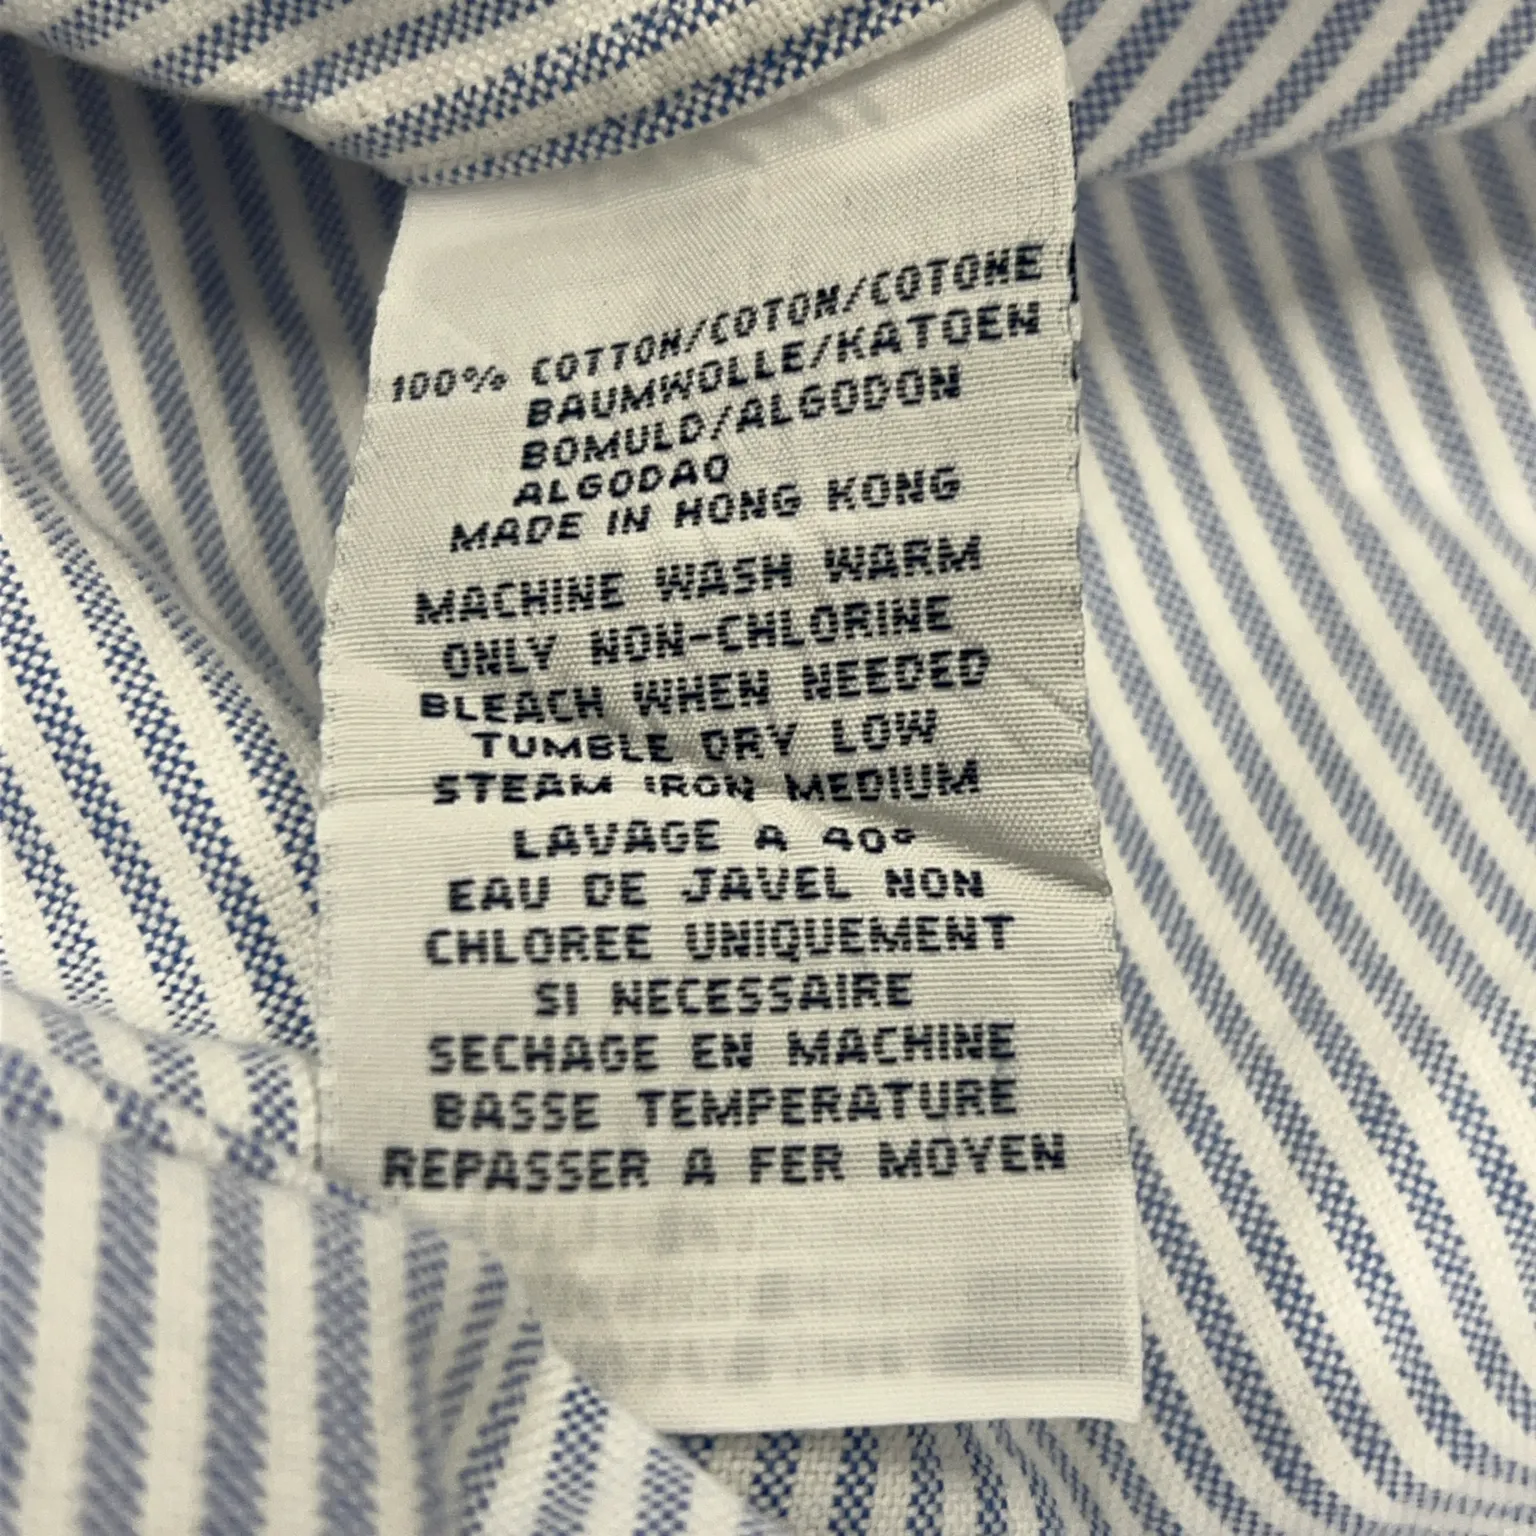 100% COTTON/COTON/COTONE
BAUMWOLLE/KATOEN
BOMULD/ALGODON
ALGODAO
MADE IN HONG KONG
MACHINE WASH WARM
ONLY NON-CHLORINE
BLEACH WHEN NEEDED
TUMBLE DRY LOW
STEAM IRON MEDIUM
LAVAGE A 40°
EAU DE JAVEL NON
CHLOREE UNIQUEMENT
SI NECESSAIRE
SECHAGE EN MACHINE
BASSE TEMPERATURE
REPASSER A FER MOYEN